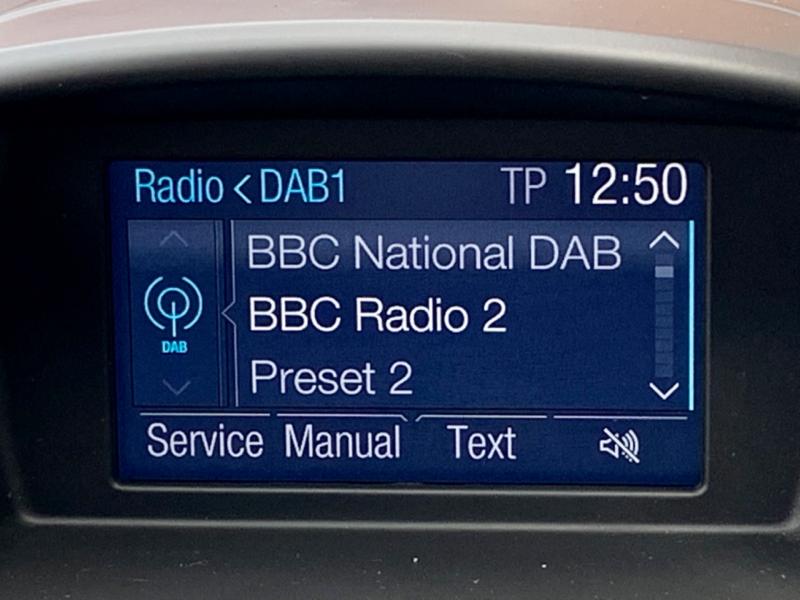 Radio < DAB1 TP 12:50
BBC National DAB
BBC Radio 2
DAB
Preset 2
Service Manual Text